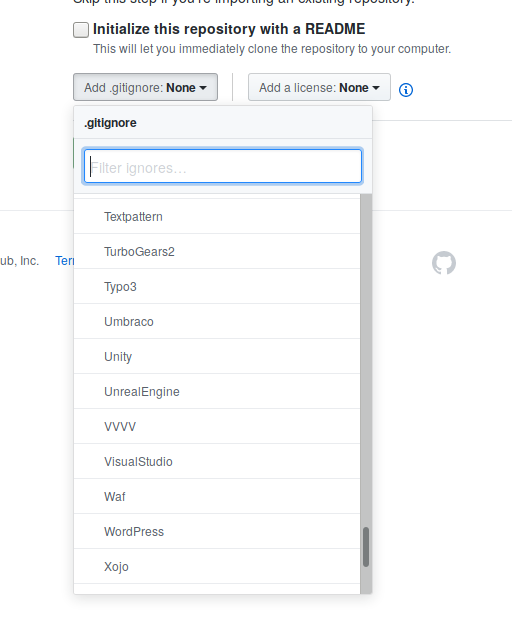 Skip this step if you're importing an existing repository.
Initialize this repository with a README
This will let you immediately clone the repository to your computer.
Add .gitignore: None
Add a license: None
.gitignore
Filter ignores…
Textpattern
TurboGears2
Typo3
Umbraco
Unity
UnrealEngine
VVVV
VisualStudio
Waf
WordPress
Xojo
ub, Inc.
Ter